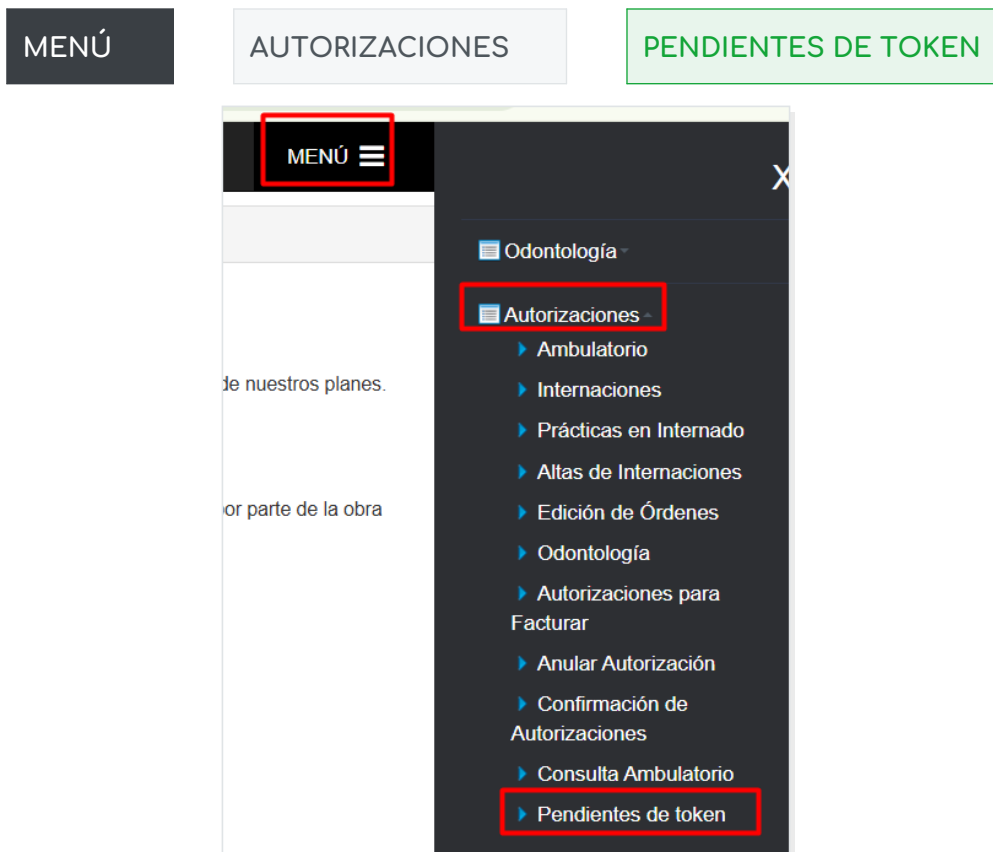 MENÚ
AUTORIZACIONES
PENDIENTES DE TOKEN
MENÚ
X
Odontología
Autorizaciones
Ambulatorio
Internaciones
Prácticas en Internado
Altas de Internaciones
Edición de Órdenes
Odontología
Autorizaciones para
Facturar
Anular Autorización
Confirmación de
Autorizaciones
Consulta Ambulatorio
Pendientes de token
de nuestros planes.
or parte de la obra